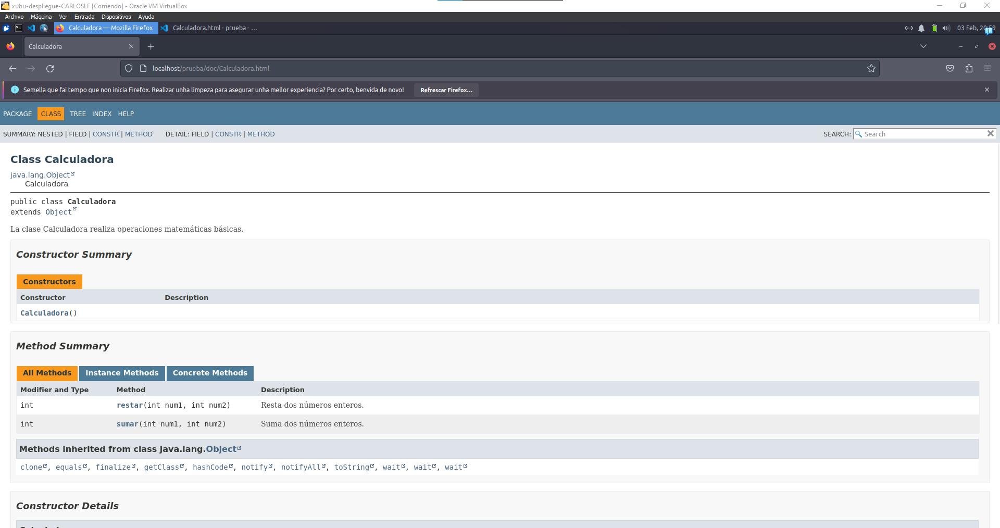 xubu-despliegue-CARLOSLF [Corriendo] - Oracle VM VirtualBox
Archivo Máquina Ver Entrada Dispositivos Ayuda
Calculadora — Mozilla Firefox Calculadora.html - prueba - ... 03 Feb, 20:59
Calculadora
localhost/prueba/doc/Calculadora.html
Semella que fai tempo que non inicia Firefox. Realizar unha limpeza para asegurar unha mellor experiencia? Por certo, benvida de novo! Refrescar Firefox...
PACKAGE CLASS TREE INDEX HELP
SUMMARY: NESTED | FIELD | CONSTR | METHOD DETAIL: FIELD | CONSTR | METHOD SEARCH: Search
Class Calculadora
java.lang.Object
Calculadora
public class Calculadora
extends Object
La clase Calculadora realiza operaciones matemáticas básicas.
Constructor Summary
Constructors
Constructor Description
Calculadora()
Method Summary
All Methods Instance Methods Concrete Methods
Modifier and Type Method Description
int restar(int num1, int num2) Resta dos números enteros.
int sumar(int num1, int num2) Suma dos números enteros.
Methods inherited from class java.lang.Object
clone, equals, finalize, getClass, hashCode, notify, notifyAll, toString, wait, wait, wait
Constructor Details